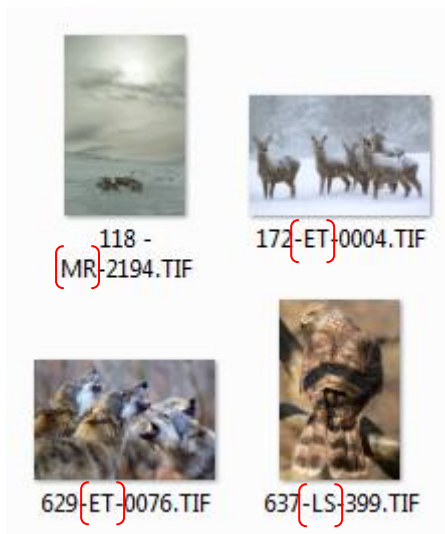 118 -
MR-2194.TIF
172-ET-0004.TIF
629-ET-0076.TIF
637-LS-399.TIF